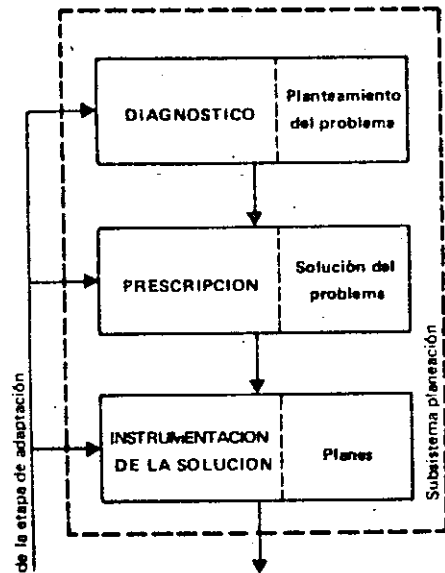 DIAGNOSTICO
Planteamiento
del problema
PRESCRIPCION
Solución del
problema
INSTRUMENTACION
DE LA SOLUCION
Planes
Subsistema planeación
de la etapa de adaptación